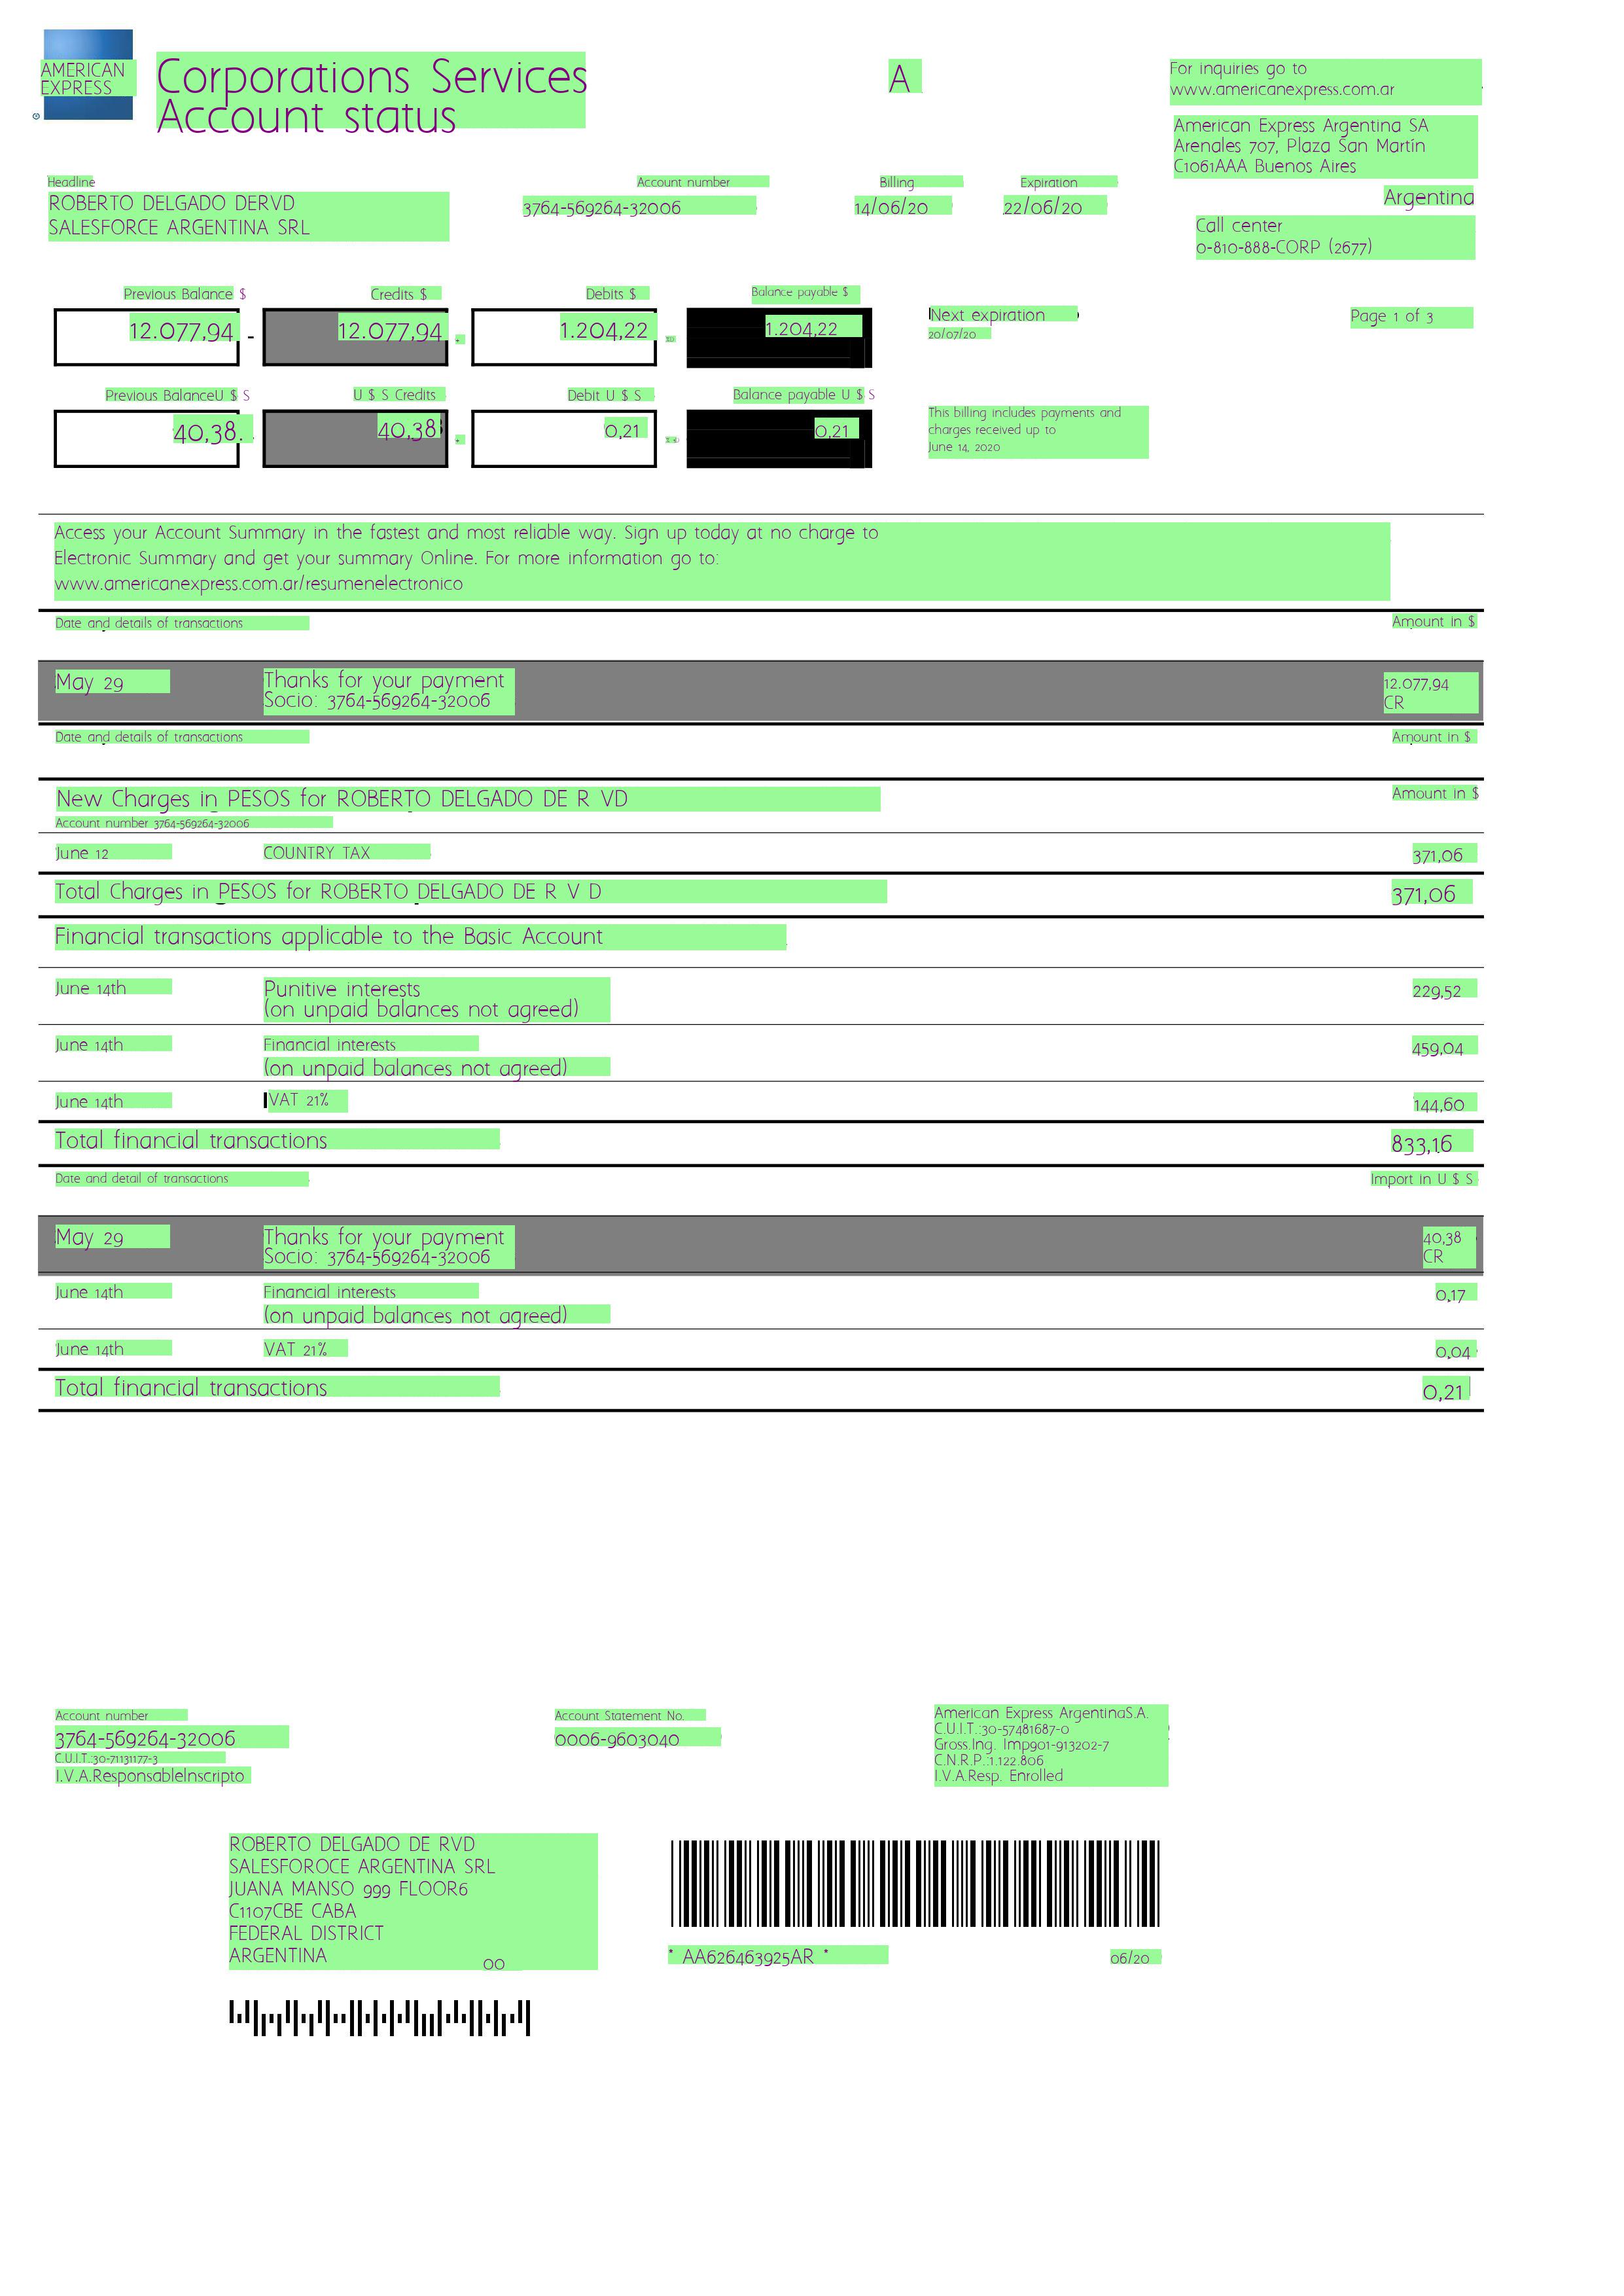 AMERICAN
EXPRESS
Corporations Services
Account status
A
For inquiries go to
www.americanexpress.com.ar
American Express Argentina SA
Arenales 707, Plaza San Martín
C1061AAA Buenos Aires
Argentina
Call center
0-810-888-CORP (2677)
Headline
ROBERTO DELGADO DERVD
SALESFORCE ARGENTINA SRL
Account number
3764-569264-32006
Billing
14/06/20
Expiration
22/06/20
Previous Balance $
12.077,94 -
Credits $
12.077,94
Debits $
1.204,22
Balance payable $
1.204,22
Next expiration
20/07/20
Page 1 of 3
Previous BalanceU $ S
40,38.
U $ S Credits
40,38
Debit U $ S
0,21
Balance payable U $ S
0,21
This billing includes payments and
charges received up to
June 14, 2020
Access your Account Summary in the fastest and most reliable way. Sign up today at no charge to
Electronic Summary and get your summary Online. For more information go to:
www.americanexpress.com.ar/resumenelectronico
Date and details of transactions Amount in $
May 29 Thanks for your payment 12.077,94
Socio: 3764-569264-32006 CR
Date and details of transactions Amount in $
New Charges in PESOS for ROBERTO DELGADO DE R VD Amount in $
Account number 3764-569264-32006
June 12 COUNTRY TAX 371,06
Total Charges in PESOS for ROBERTO DELGADO DE R V D 371,06
Financial transactions applicable to the Basic Account
June 14th Punitive interests 229,52
(on unpaid balances not agreed)
June 14th Financial interests 459,04
(on unpaid balances not agreed)
June 14th VAT 21% 144,60
Total financial transactions 833,16
Date and detail of transactions Import in U $ S
May 29 Thanks for your payment 40,38
Socio: 3764-569264-32006 CR
June 14th Financial interests 0,17
(on unpaid balances not agreed)
June 14th VAT 21% 0,04
Total financial transactions 0,21
Account number
3764-569264-32006
C.U.I.T.:30-71131177-3
I.V.A.ResponsableInscripto
Account Statement No.
0006-9603040
American Express ArgentinaS.A.
C.U.I.T.:30-57481687-0
Gross.Ing. Imp901-913202-7
C.N.R.P.:1.122.806
I.V.A.Resp. Enrolled
ROBERTO DELGADO DE RVD
SALESFOROCE ARGENTINA SRL
JUANA MANSO 999 FLOOR6
C1107CBE CABA
FEDERAL DISTRICT
ARGENTINA 00
* AA626463925AR * 06/20